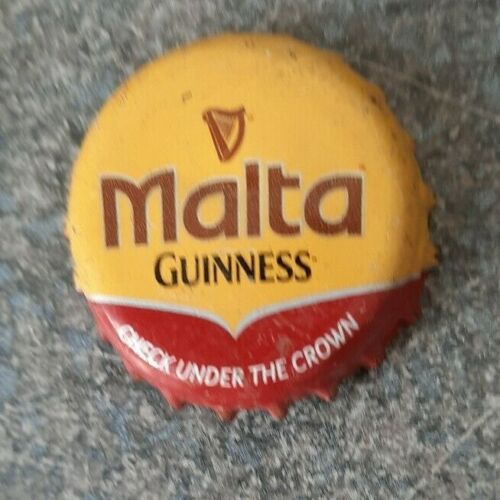 Malta
GUINNESS
CHECK UNDER THE CROWN